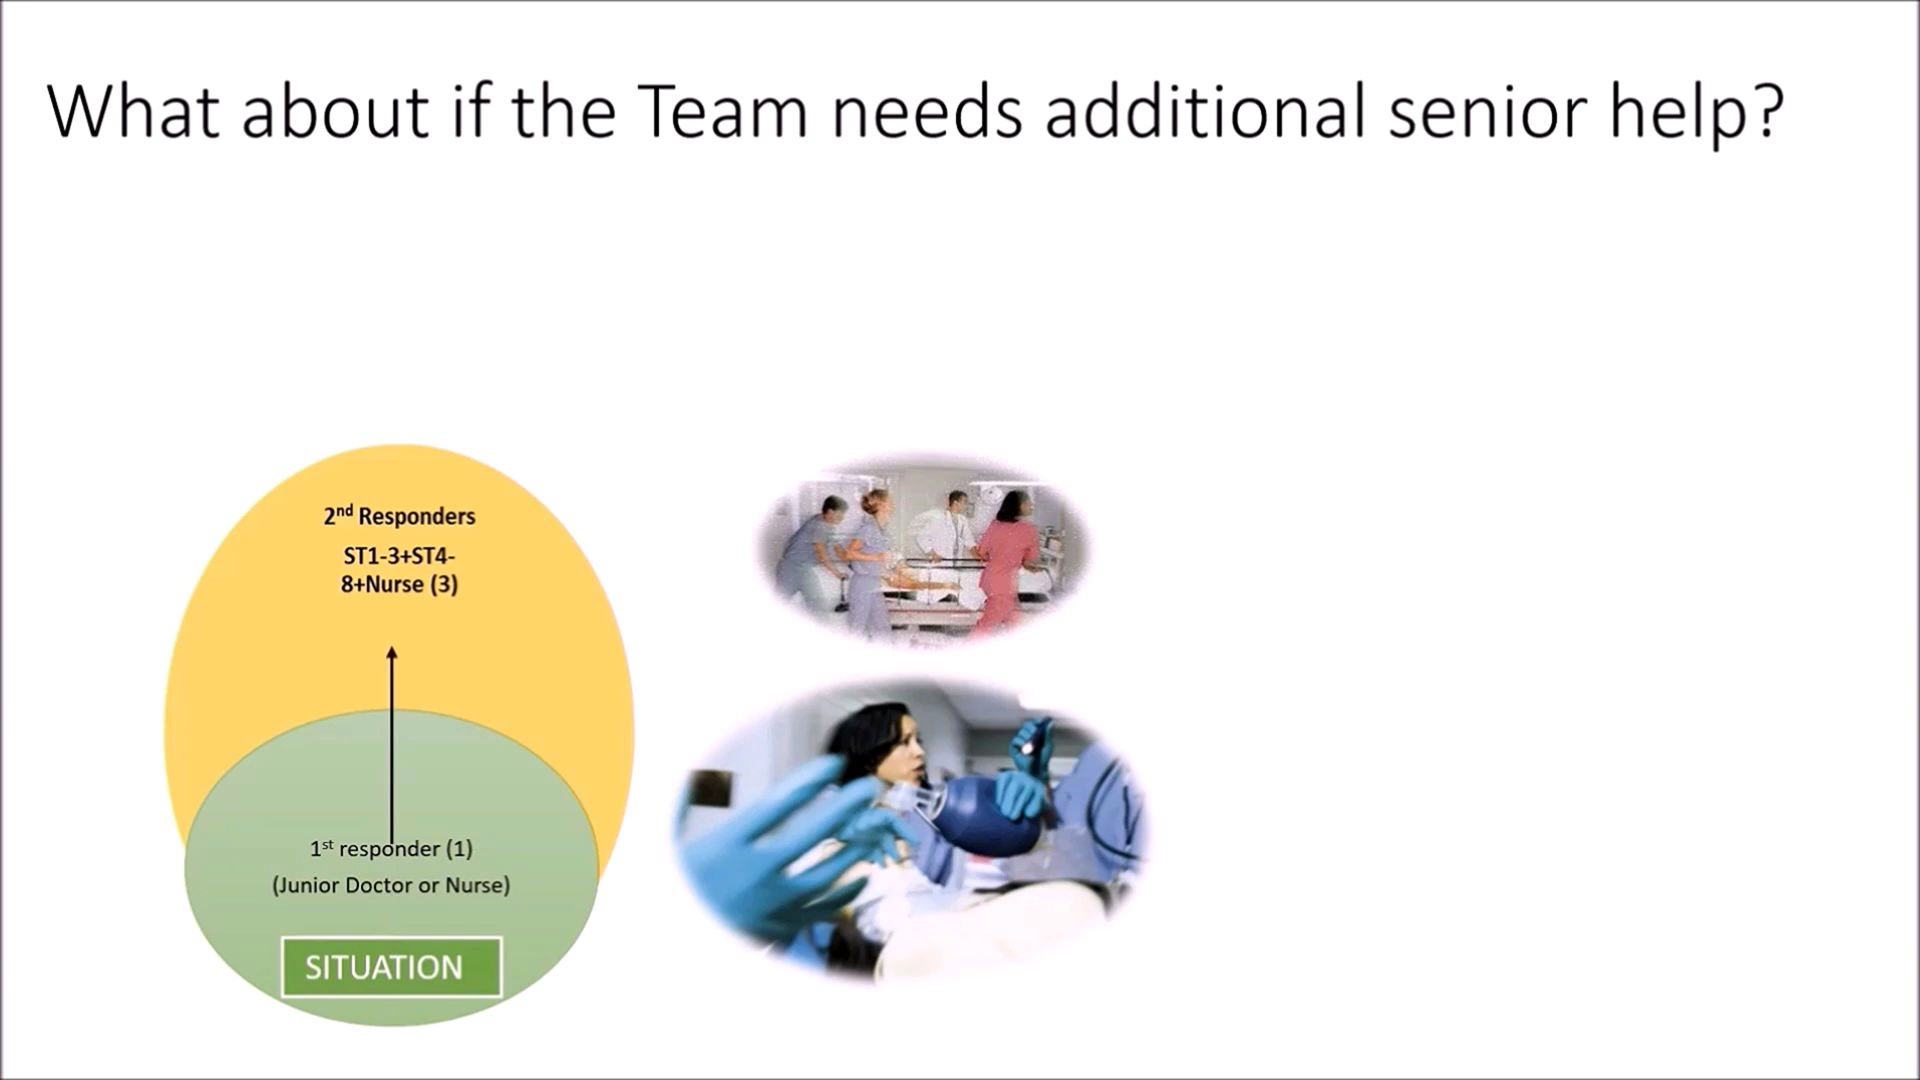 What about if the Team needs additional senior help?
2nd Responders
ST1-3+ST4-
8+Nurse (3)
1st responder (1)
(Junior Doctor or Nurse)
SITUATION